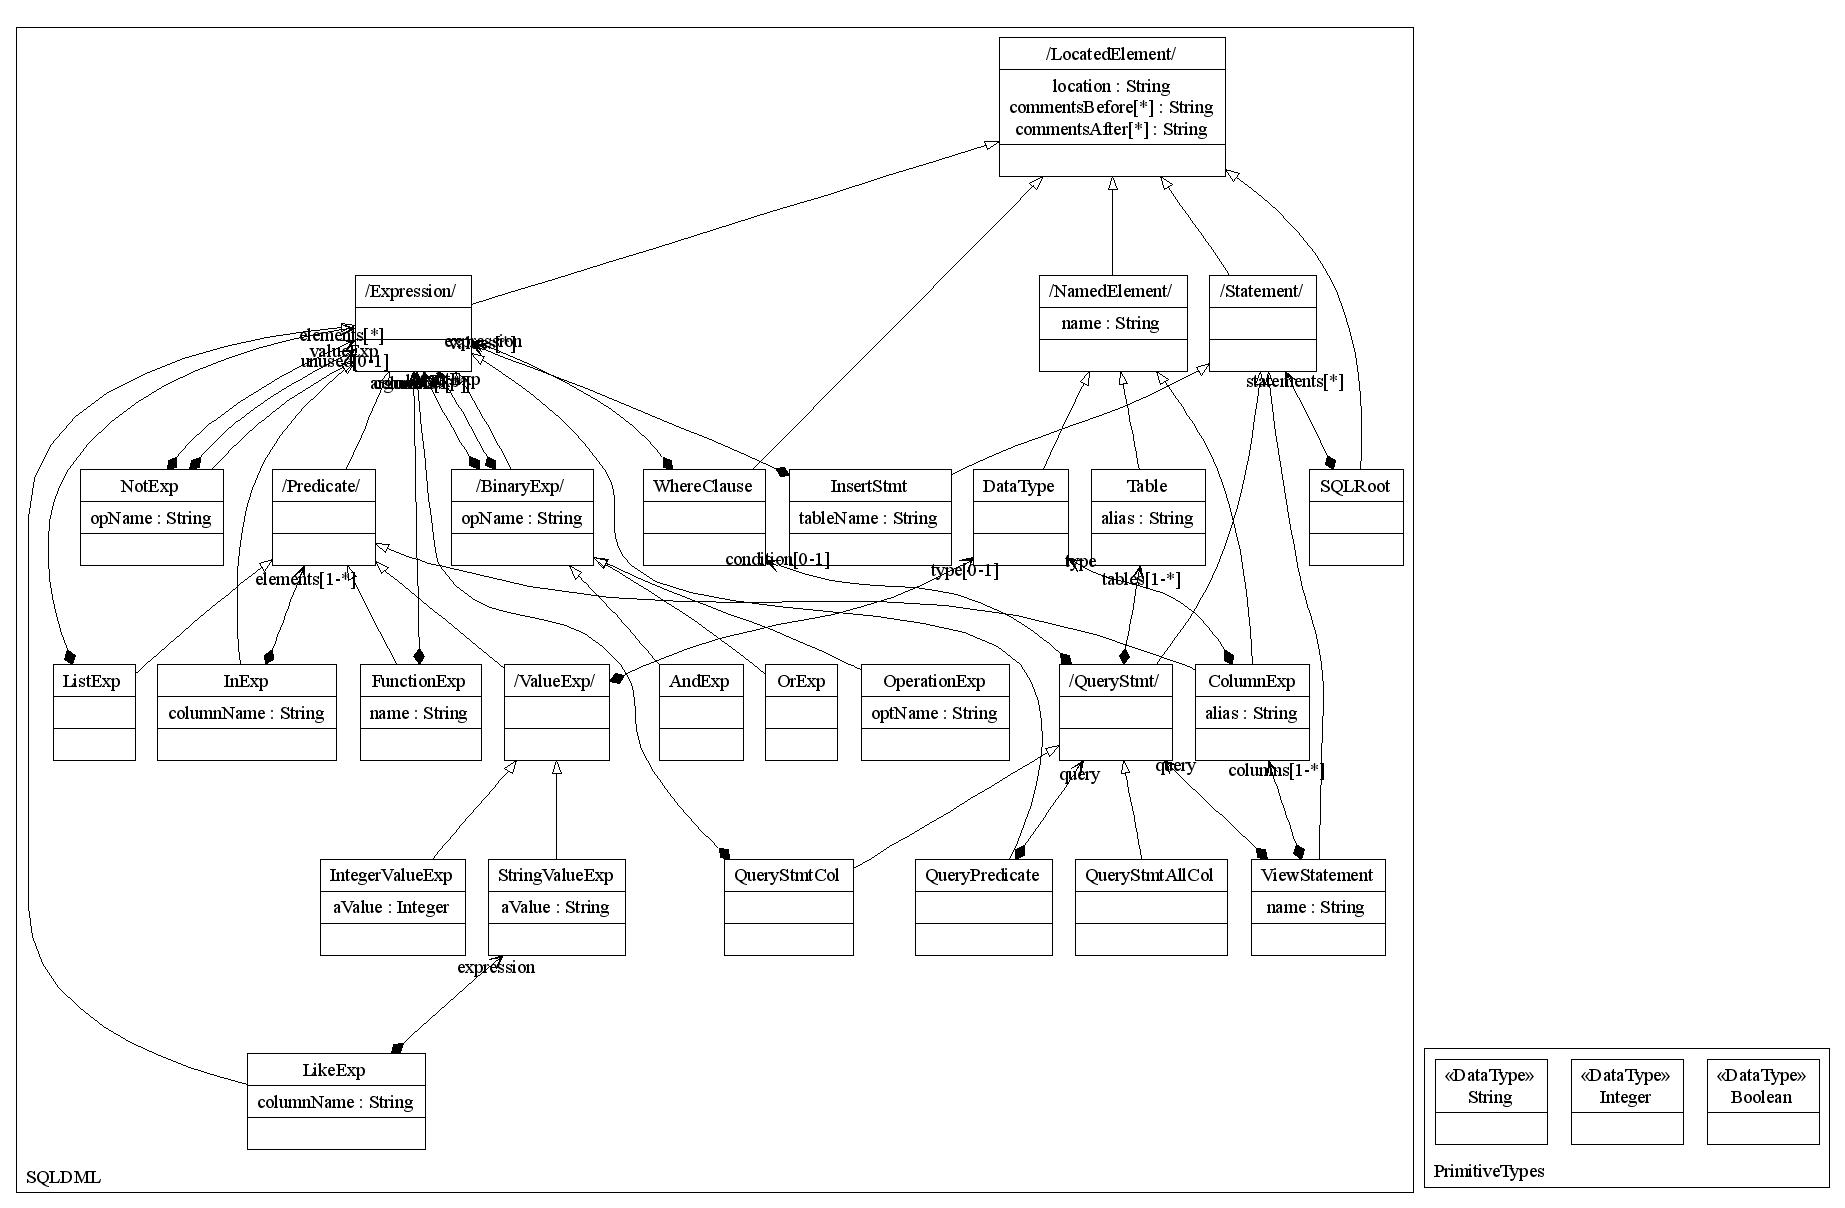 /LocatedElement/
location : String
commentsBefore[*] : String
commentsAfter[*] : String
/Expression/
/NamedElement/
name : String
/Statement/
elements[*]
valueExp
unused[0-1]
expression
statements[*]
NotExp
opName : String
/Predicate/
/BinaryExp/
opName : String
WhereClause
InsertStmt
tableName : String
DataType
Table
alias : String
SQLRoot
elements[1-*]
condition[0-1]
type[0-1]
type
tables[1-*]
ListExp
InExp
columnName : String
FunctionExp
name : String
/ValueExp/
AndExp
OrExp
OperationExp
optName : String
/QueryStmt/
ColumnExp
alias : String
query
query
columns[1-*]
IntegerValueExp
aValue : Integer
StringValueExp
aValue : String
QueryStmtCol
QueryPredicate
QueryStmtAllCol
ViewStatement
name : String
expression
LikeExp
columnName : String
SQLDML
«DataType»
String
«DataType»
Integer
«DataType»
Boolean
PrimitiveTypes